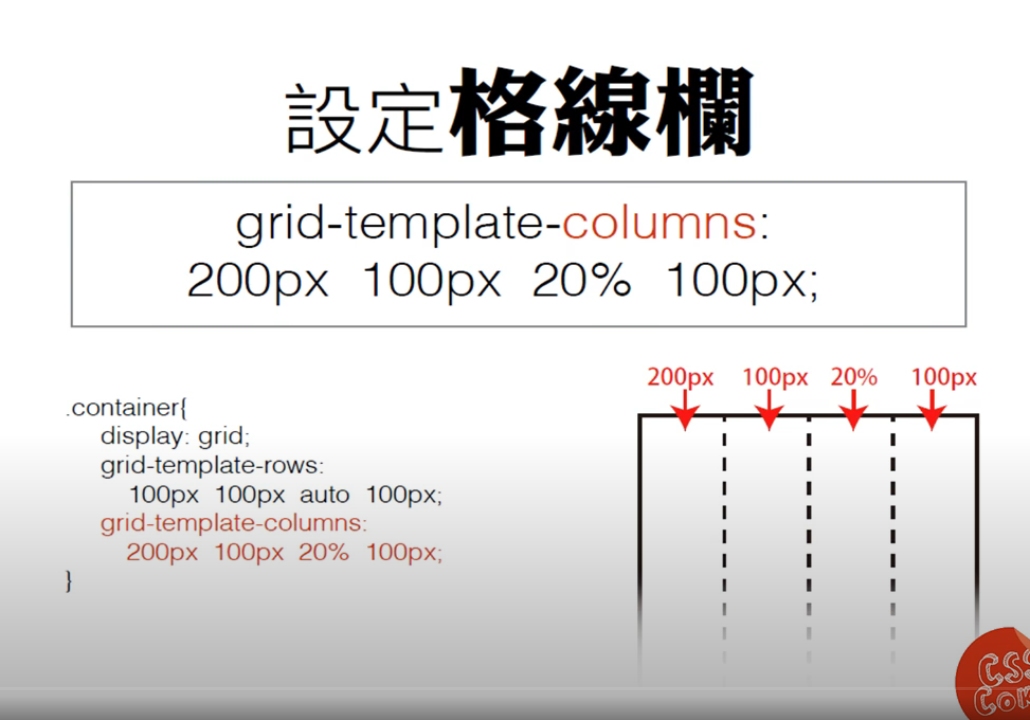 設定格線欄
grid-template-columns:
200px 100px 20% 100px;
200px 100px 20% 100px
.container{
display: grid;
grid-template-rows:
100px 100px auto 100px;
grid-template-columns:
200px 100px 20% 100px;
}
CSS